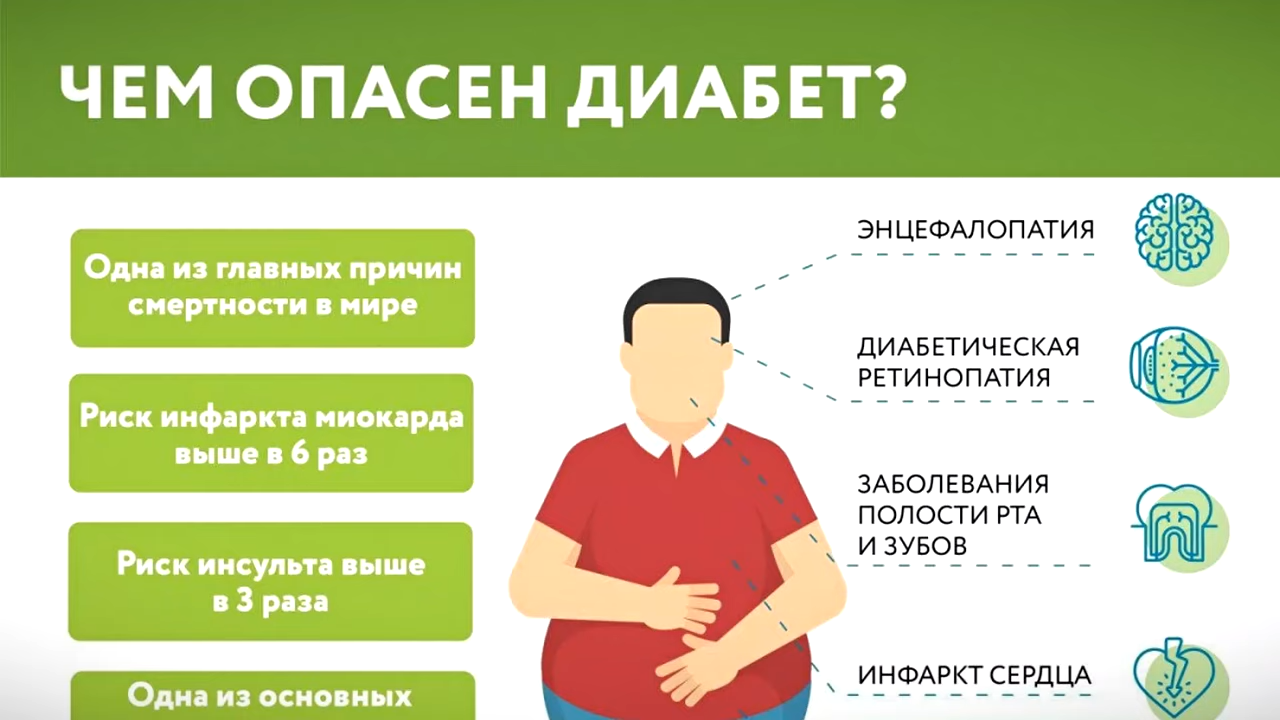 ЧЕМ ОПАСЕН ДИАБЕТ?
Одна из главных причин
смертности в мире
Риск инфаркта миокарда
выше в 6 раз
Риск инсульта выше
в 3 раза
Одна из основных
ЭНЦЕФАЛОПАТИЯ
ДИАБЕТИЧЕСКАЯ
РЕТИНОПАТИЯ
ЗАБОЛЕВАНИЯ
ПОЛОСТИ РТА
И ЗУБОВ
ИНФАРКТ СЕРДЦА